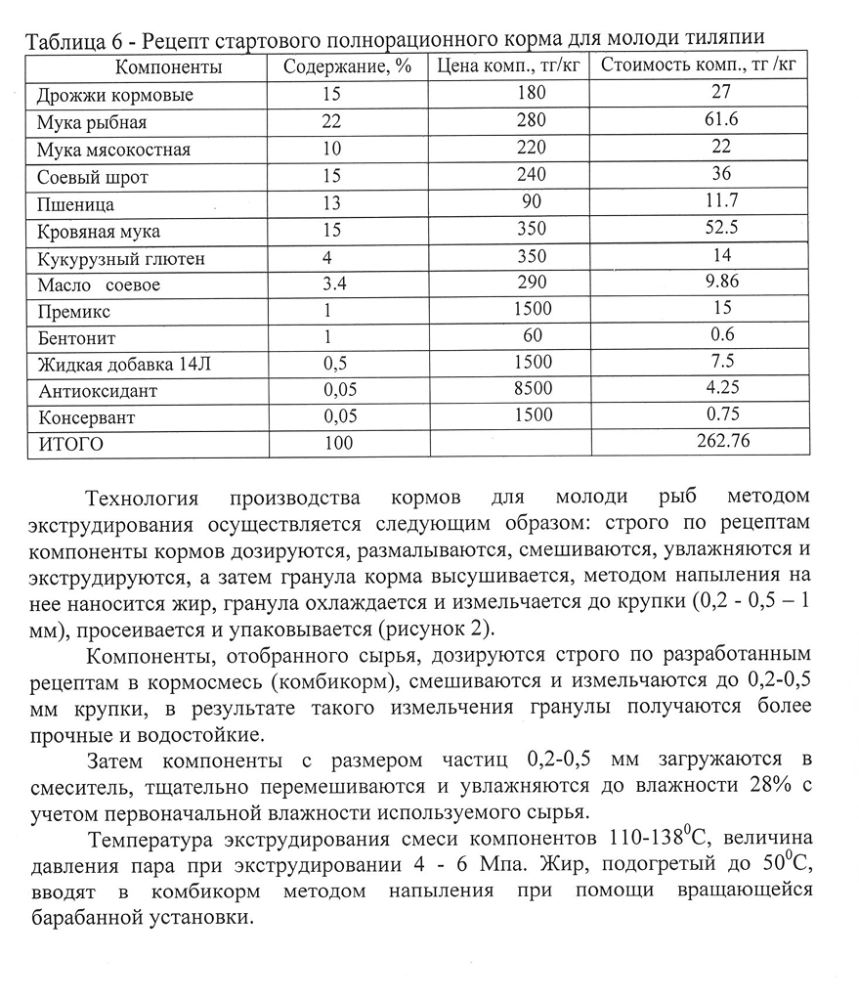 Таблица 6 - Рецепт стартового полнорационного корма для молоди тиляпии
Компоненты Содержание, % Цена комп., тг/кг Стоимость комп., тг /кг
Дрожжи кормовые 15 180 27
Мука рыбная 22 280 61.6
Мука мясокостная 10 220 22
Соевый шрот 15 240 36
Пшеница 13 90 11.7
Кровяная мука 15 350 52.5
Кукурузный глютен 4 350 14
Масло соевое 3.4 290 9.86
Премикс 1 1500 15
Бентонит 1 60 0.6
Жидкая добавка 14Л 0,5 1500 7.5
Антиоксидант 0,05 8500 4.25
Консервант 0,05 1500 0.75
ИТОГО 100 262.76
Технология производства кормов для молоди рыб методом
экструдирования осуществляется следующим образом: строго по рецептам
компоненты кормов дозируются, размалываются, смешиваются, увлажняются и
экструдируются, а затем гранула корма высушивается, методом напыления на
нее наносится жир, гранула охлаждается и измельчается до крупки (0,2 - 0,5 – 1
мм), просеивается и упаковывается (рисунок 2).
Компоненты, отобранного сырья, дозируются строго по разработанным
рецептам в кормосмесь (комбикорм), смешиваются и измельчаются до 0,2-0,5
мм крупки, в результате такого измельчения гранулы получаются более
прочные и водостойкие.
Затем компоненты с размером частиц 0,2-0,5 мм загружаются в
смеситель, тщательно перемешиваются и увлажняются до влажности 28% с
учетом первоначальной влажности используемого сырья.
Температура экструдирования смеси компонентов 110-138⁰С, величина
давления пара при экструдировании 4 - 6 Мпа. Жир, подогретый до 50⁰С,
вводят в комбикорм методом напыления при помощи вращающейся
барабанной установки.